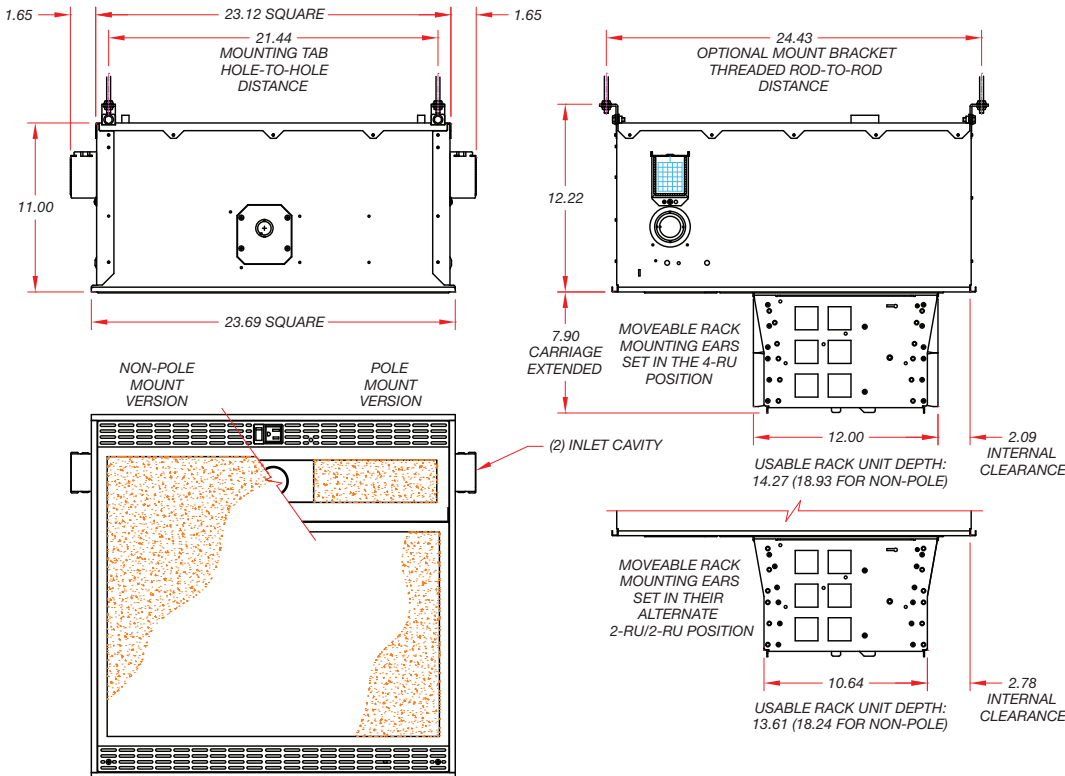 1.65
23.12 SQUARE
1.65
21.44
MOUNTING TAB
HOLE-TO-HOLE
DISTANCE
11.00
23.69 SQUARE
24.43
OPTIONAL MOUNT BRACKET
THREADED ROD-TO-ROD
DISTANCE
12.22
7.90
CARRIAGE
EXTENDED
MOVEABLE RACK
MOUNTING EARS
SET IN THE 4-RU
POSITION
12.00
2.09
INTERNAL
CLEARANCE
USABLE RACK UNIT DEPTH:
14.27 (18.93 FOR NON-POLE)
NON-POLE
MOUNT
VERSION
POLE
MOUNT
VERSION
(2) INLET CAVITY
MOVEABLE RACK
MOUNTING EARS
SET IN THEIR
ALTERNATE
2-RU/2-RU POSITION
10.64
2.78
INTERNAL
CLEARANCE
USABLE RACK UNIT DEPTH:
13.61 (18.24 FOR NON-POLE)